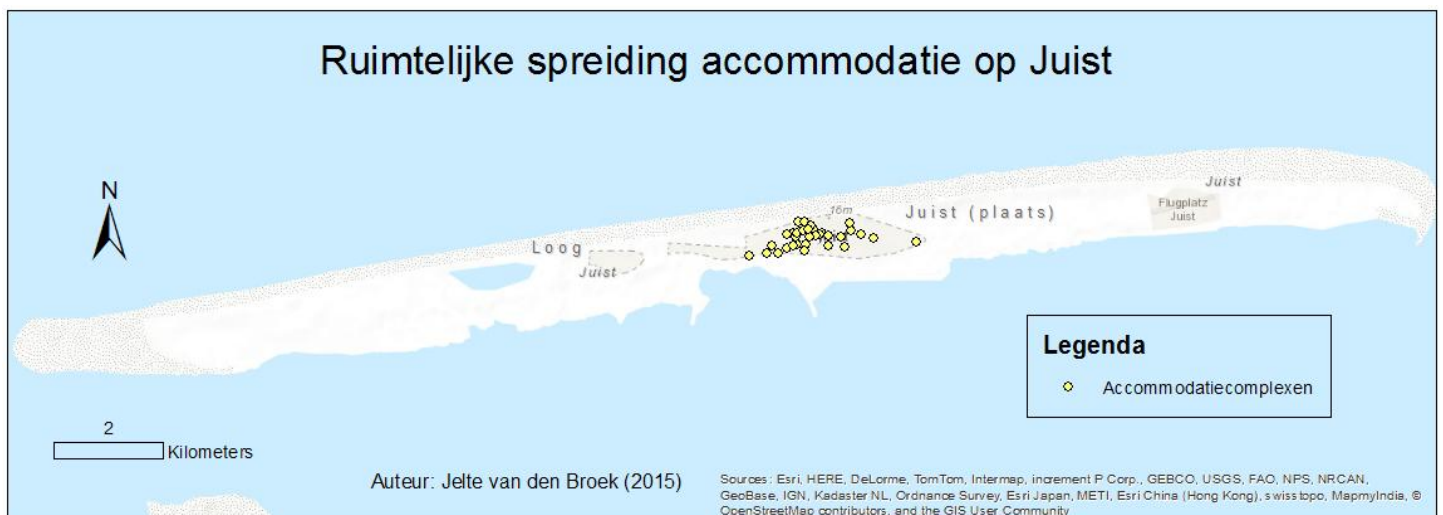 Ruimtelijke spreiding accommodatie op Juist
N
Juist
16m
Juist (plaats)
Flugplatz
Juist
Loog
Juist
Legenda
Accommodatiecomplexen
2
Kilometers
Auteur: Jelte van den Broek (2015)
Sources: Esri, HERE, DeLorme, TomTom, Intermap, increment P Corp., GEBCO, USGS, FAO, NPS, NRCAN,
GeoBase, IGN, Kadaster NL, Ordnance Survey, Esri Japan, METI, Esri China (Hong Kong), swisstopo, MapmyIndia, ©
OpenStreetMap contributors, and the GIS User Community